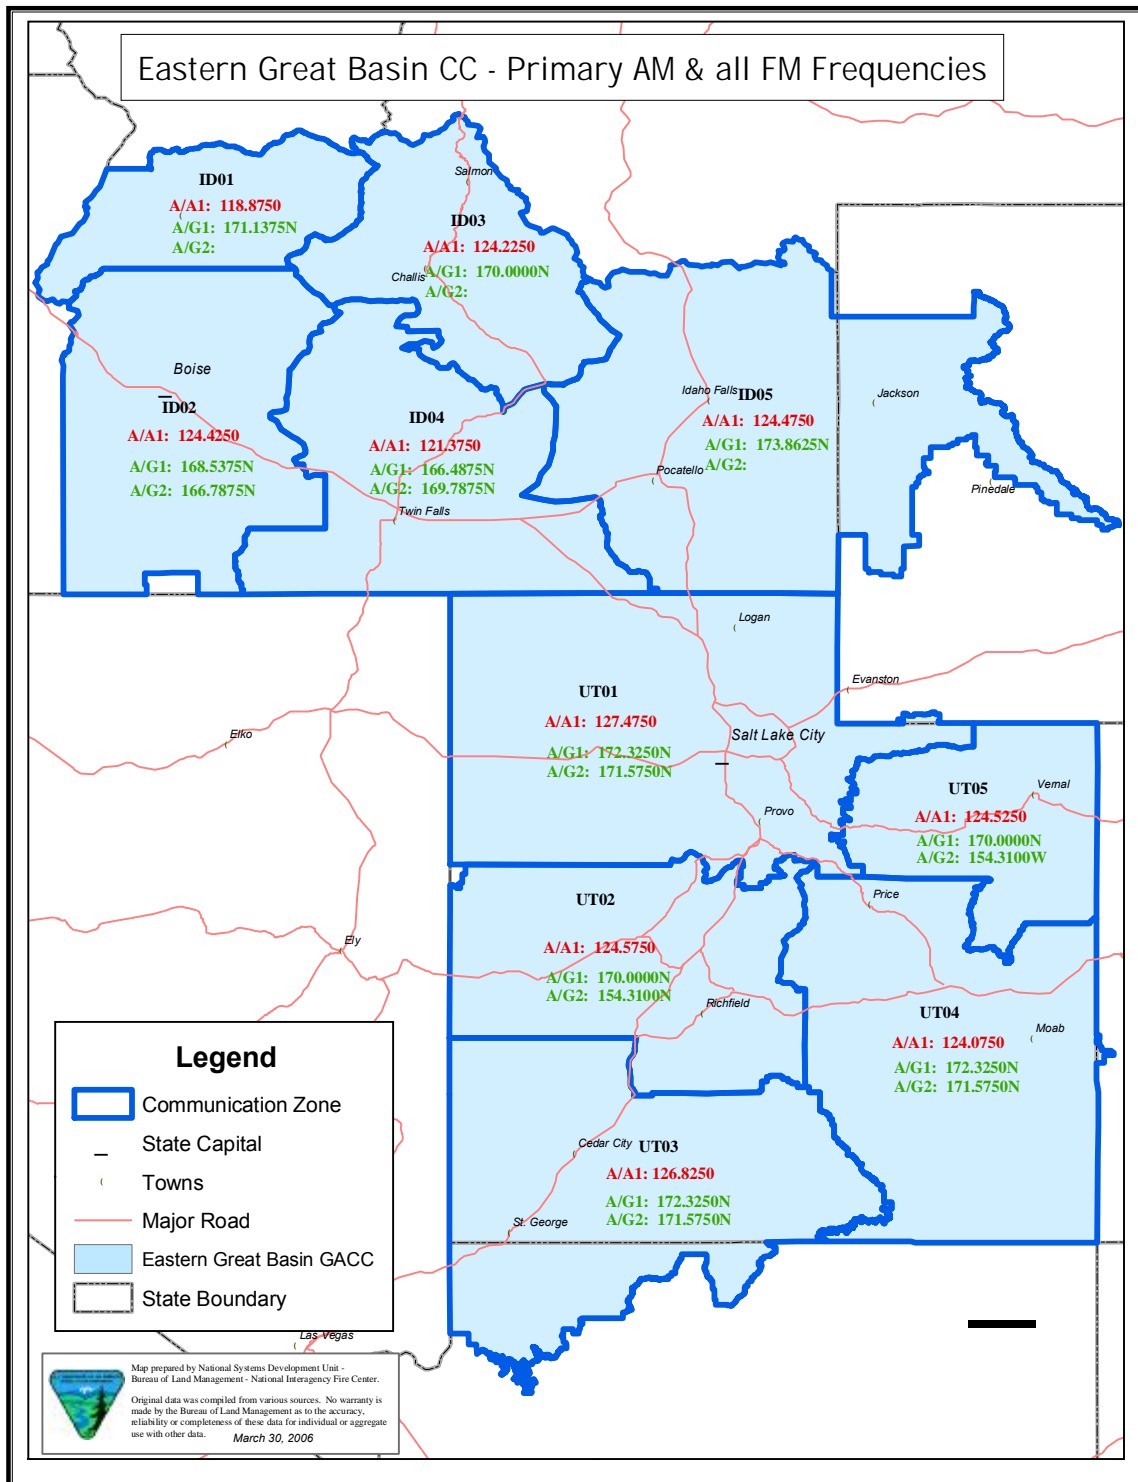 Eastern Great Basin CC - Primary AM & all FM Frequencies
ID01
A/A1: 118.8750
A/G1: 171.1375N
A/G2:
Salmon
ID03
A/A1: 124.2250
A/G1: 170.0000N
A/G2:
Challis
Boise
ID02
A/A1: 124.4250
A/G1: 168.5375N
A/G2: 166.7875N
ID04
A/A1: 121.3750
A/G1: 166.4875N
A/G2: 169.7875N
Twin Falls
Idaho Falls
ID05
A/A1: 124.4750
A/G1: 173.8625N
A/G2:
Pocatello
Jackson
Pinedale
Logan
Evanston
UT01
A/A1: 127.4750
A/G1: 172.3250N
A/G2: 171.5750N
Salt Lake City
Elko
Provo
UT05
Vernal
A/A1: 124.5250
A/G1: 170.0000N
A/G2: 154.3100W
Price
UT02
A/A1: 124.5750
A/G1: 170.0000N
A/G2: 154.3100N
Ely
Richfield
UT04
A/A1: 124.0750
A/G1: 172.3250N
A/G2: 171.5750N
Moab
Cedar City
UT03
A/A1: 126.8250
A/G1: 172.3250N
A/G2: 171.5750N
St. George
Legend
Communication Zone
State Capital
Towns
Major Road
Eastern Great Basin GACC
State Boundary
Las Vegas
Map prepared by National Systems Development Unit -
Bureau of Land Management - National Interagency Fire Center.
Original data was compiled from various sources. No warranty is
made by the Bureau of Land Management as to the accuracy,
reliability or completeness of these data for individual or aggregate
use with other data.
March 30, 2006